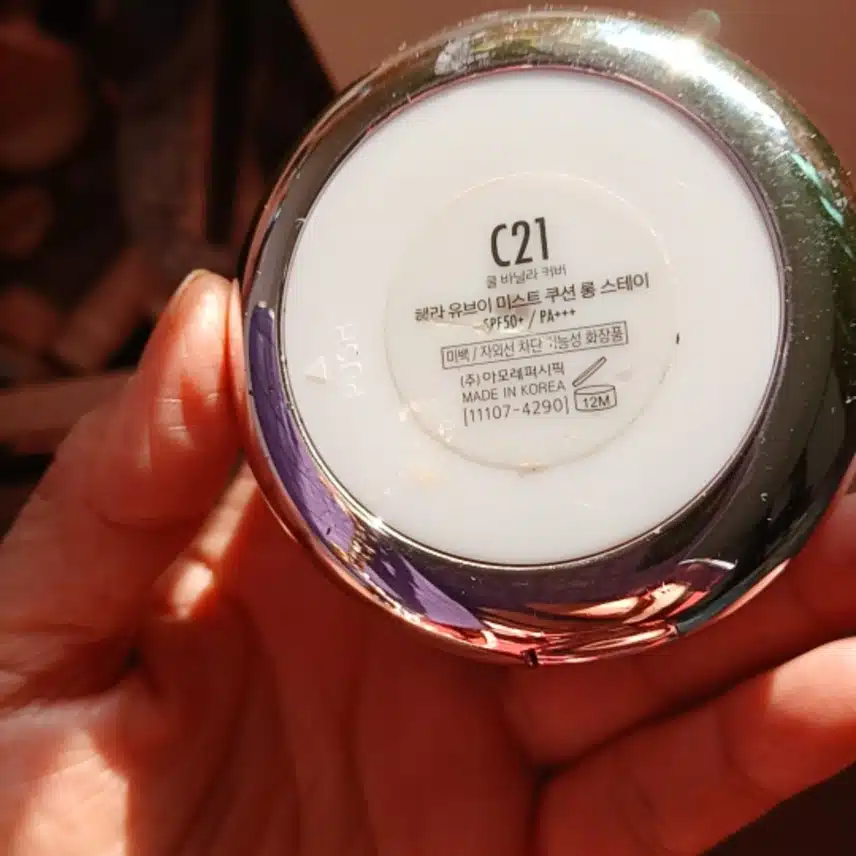 C21
쿨 바닐라 커버
헤라 유브이 미스트 쿠션 롱 스테이
SPF50+ / PA+++
미백 / 자외선 차단 기능성 화장품
(주) 아모레퍼시픽
MADE IN KOREA
[11107-4290] 12M
PUSH